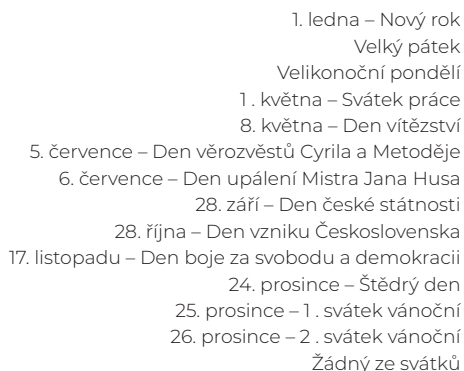 1. ledna – Nový rok
Velký pátek
Velikonoční pondělí
1 . května – Svátek práce
8. května – Den vítězství
5. července – Den věrozvěstů Cyrila a Metoděje
6. července – Den upálení Mistra Jana Husa
28. září – Den české státnosti
28. října – Den vzniku Československa
17. listopadu – Den boje za svobodu a demokracii
24. prosince – Štědrý den
25. prosince – 1 . svátek vánoční
26. prosince – 2 . svátek vánoční
Žádný ze svátků